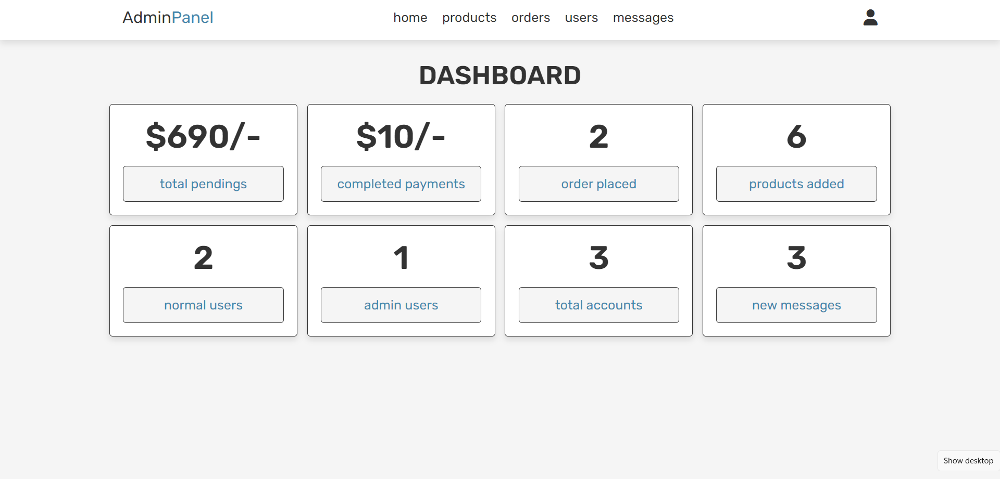 AdminPanel home products orders users messages
DASHBOARD
$690/- $10/- 2 6
total pendings completed payments order placed products added
2 1 3 3
normal users admin users total accounts new messages
Show desktop